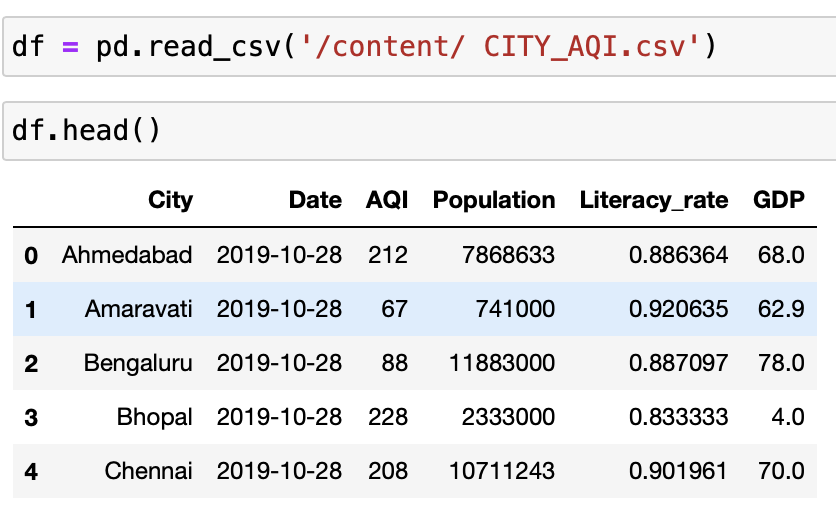 df = pd.read_csv('/content/ CITY_AQI.csv')
df.head()
City Date AQI Population Literacy_rate GDP
0 Ahmedabad 2019-10-28 212 7868633 0.886364 68.0
1 Amaravati 2019-10-28 67 741000 0.920635 62.9
2 Bengaluru 2019-10-28 88 11883000 0.887097 78.0
3 Bhopal 2019-10-28 228 2333000 0.833333 4.0
4 Chennai 2019-10-28 208 10711243 0.901961 70.0